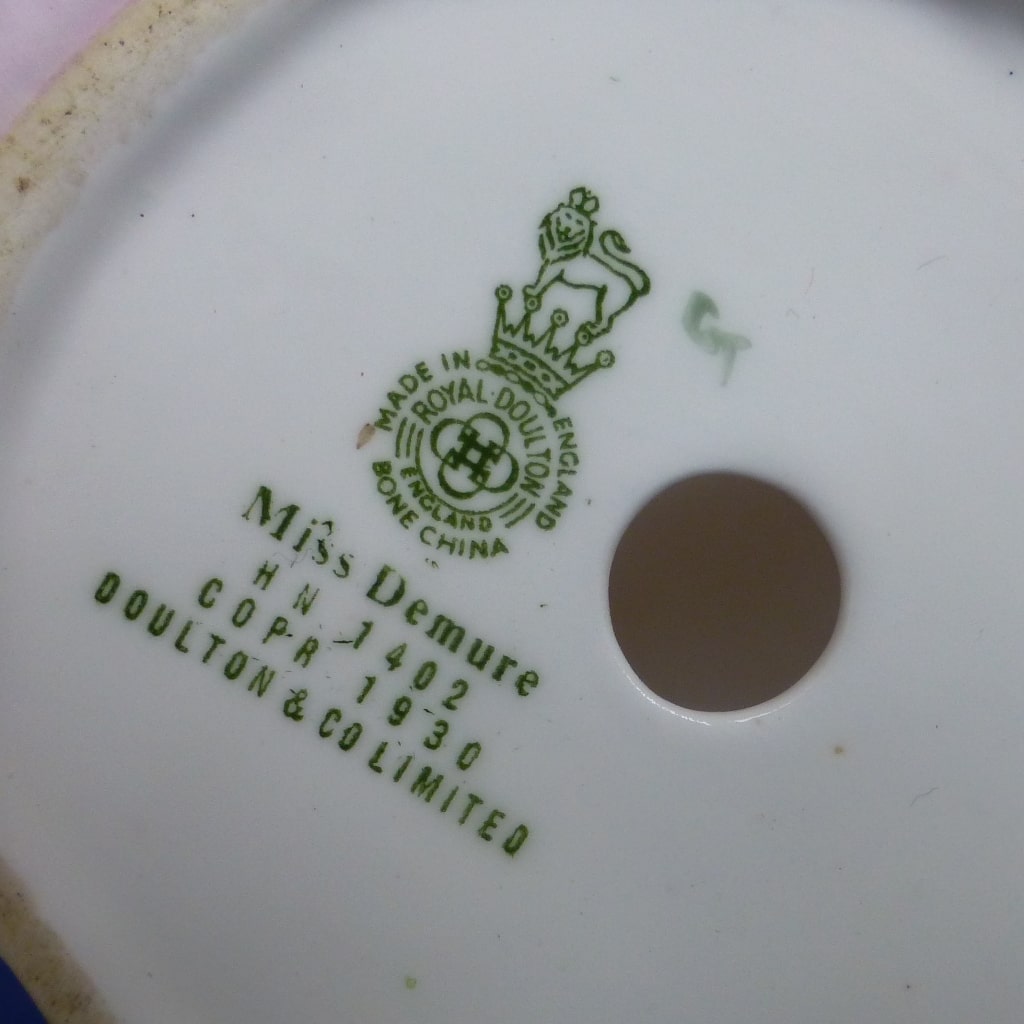 MADE IN ENGLAND
ROYAL·DOULTON
ENGLAND
BONE CHINA
Miss Demure
HN 1402
COPR 1930
DOULTON & CO LIMITED